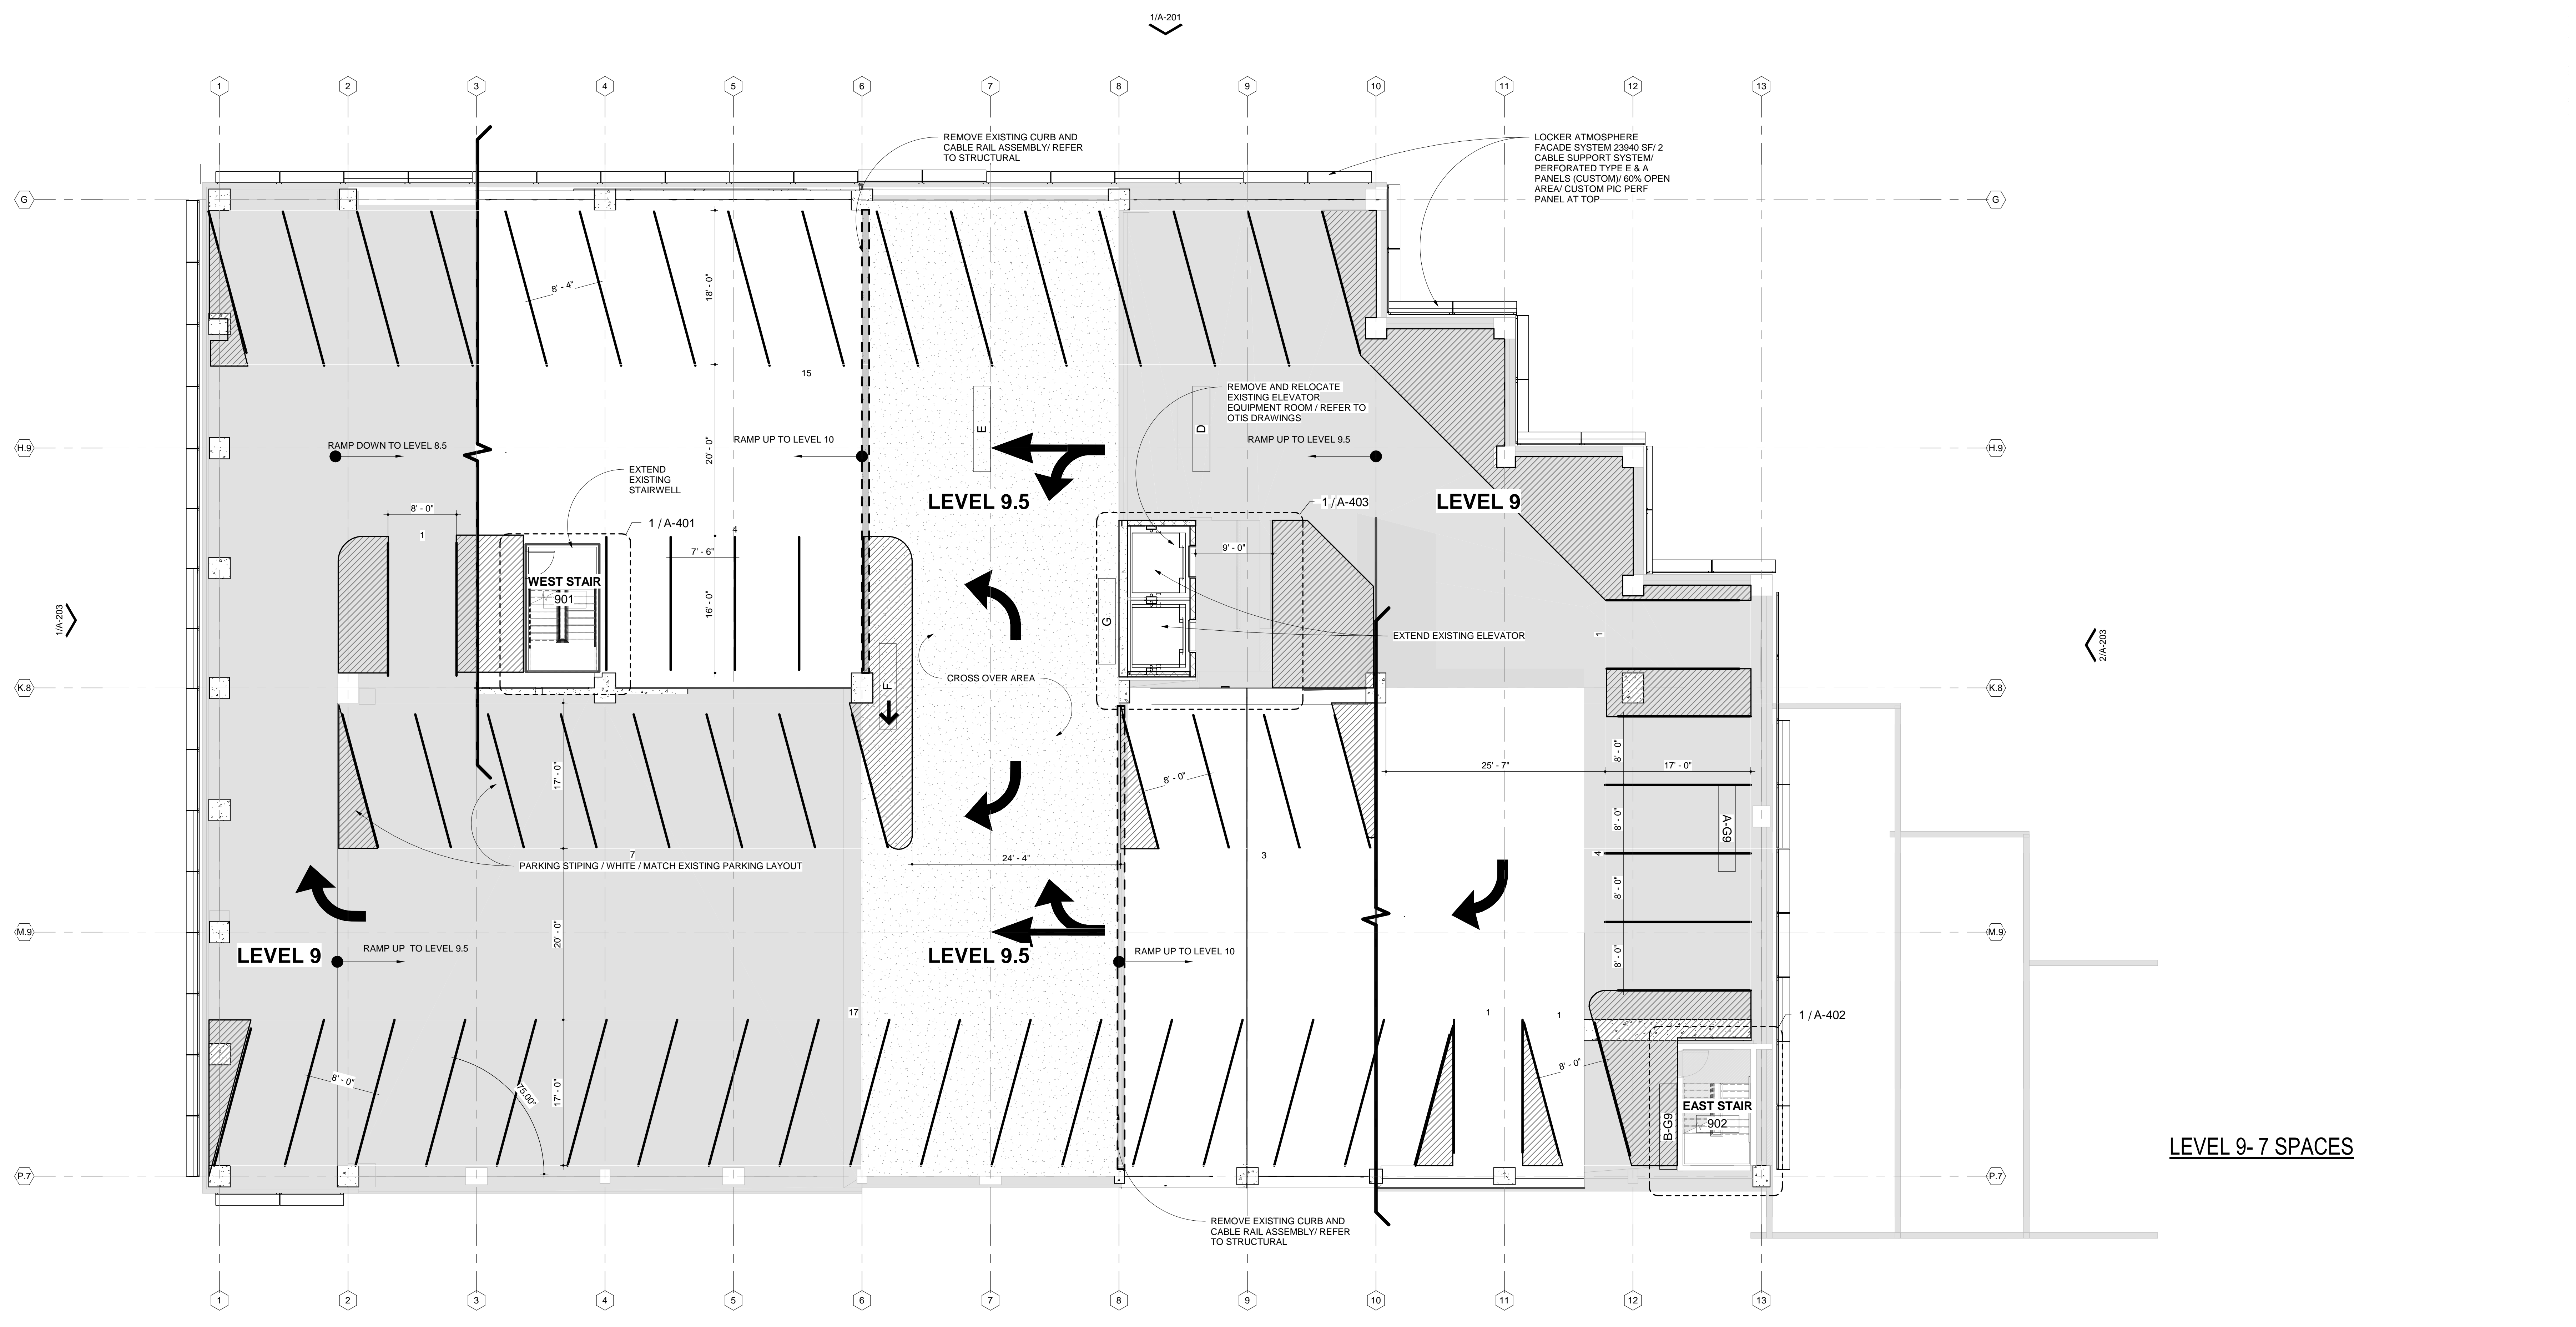 1/A-201
1 2 3 4 5 6 7 8 9 10 11 12 13
REMOVE EXISTING CURB AND
CABLE RAIL ASSEMBLY/ REFER
TO STRUCTURAL
LOCKER ATMOSPHERE
FACADE SYSTEM 23940 SF/ 2
CABLE SUPPORT SYSTEM/
PERFORATED TYPE E & A
PANELS (CUSTOM)/ 60% OPEN
AREA/ CUSTOM PIC PERF
PANEL AT TOP
G
G
8' - 4"
18' - 0"
15
REMOVE AND RELOCATE
EXISTING ELEVATOR
EQUIPMENT ROOM / REFER TO
OTIS DRAWINGS
E
D
H.9
RAMP DOWN TO LEVEL 8.5
RAMP UP TO LEVEL 10
20' - 0"
RAMP UP TO LEVEL 9.5
H.9
EXTEND
EXISTING
STAIRWELL
LEVEL 9.5
LEVEL 9
8' - 0"
1 / A-401
1 / A-403
1
4
7' - 6"
9' - 0"
WEST STAIR
901
16' - 0"
G
1/A-203
CROSS OVER AREA
EXTEND EXISTING ELEVATOR
1
2/A-203
K.8
F
K.8
17' - 0"
8' - 0"
25' - 7"
17' - 0"
8' - 0"
8' - 0"
A-G9
7
PARKING STIPING / WHITE / MATCH EXISTING PARKING LAYOUT
24' - 4"
3
4
8' - 0"
M.9
20' - 0"
M.9
LEVEL 9
RAMP UP TO LEVEL 9.5
LEVEL 9.5
RAMP UP TO LEVEL 10
8' - 0"
17
1
1
1 / A-402
8' - 0"
75.00°
17' - 0"
8' - 0"
B-G9
EAST STAIR
902
LEVEL 9- 7 SPACES
P.7
P.7
REMOVE EXISTING CURB AND
CABLE RAIL ASSEMBLY/ REFER
TO STRUCTURAL
1 2 3 4 5 6 7 8 9 10 11 12 13